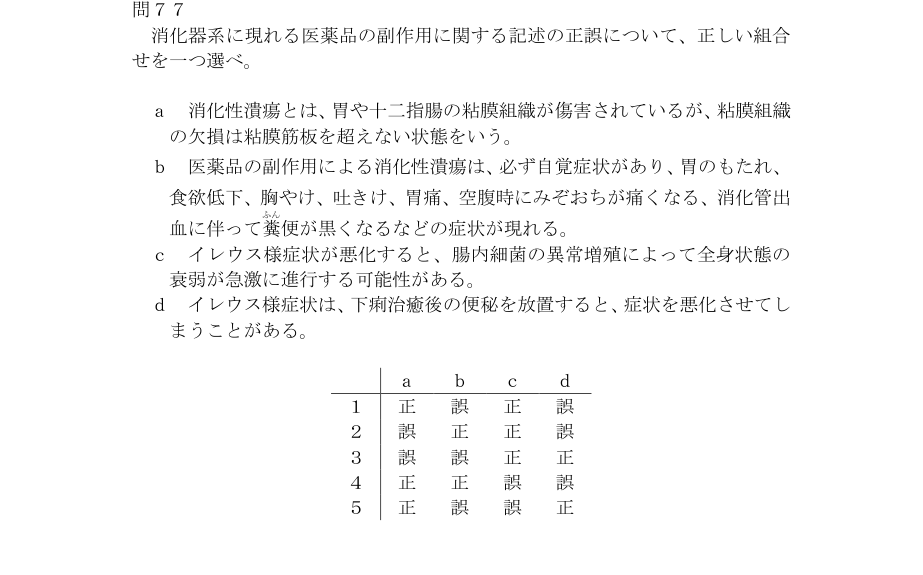 問７７
消化器系に現れる医薬品の副作用に関する記述の正誤について、正しい組合
せを一つ選べ。
a 消化性潰瘍とは、胃や十二指腸の粘膜組織が傷害されているが、粘膜組織
の欠損は粘膜筋板を超えない状態をいう。
b 医薬品の副作用による消化性潰瘍は、必ず自覚症状があり、胃のもたれ、
食欲低下、胸やけ、吐きけ、胃痛、空腹時にみぞおちが痛くなる、消化管出
ふん
血に伴って糞便が黒くなるなどの症状が現れる。
c イレウス様症状が悪化すると、腸内細菌の異常増殖によって全身状態の
衰弱が急激に進行する可能性がある。
d イレウス様症状は、下痢治癒後の便秘を放置すると、症状を悪化させてし
まうことがある。
a b c d
1 正 誤 正 誤
2 誤 正 正 誤
3 誤 誤 正 正
4 正 正 誤 誤
5 正 誤 誤 正